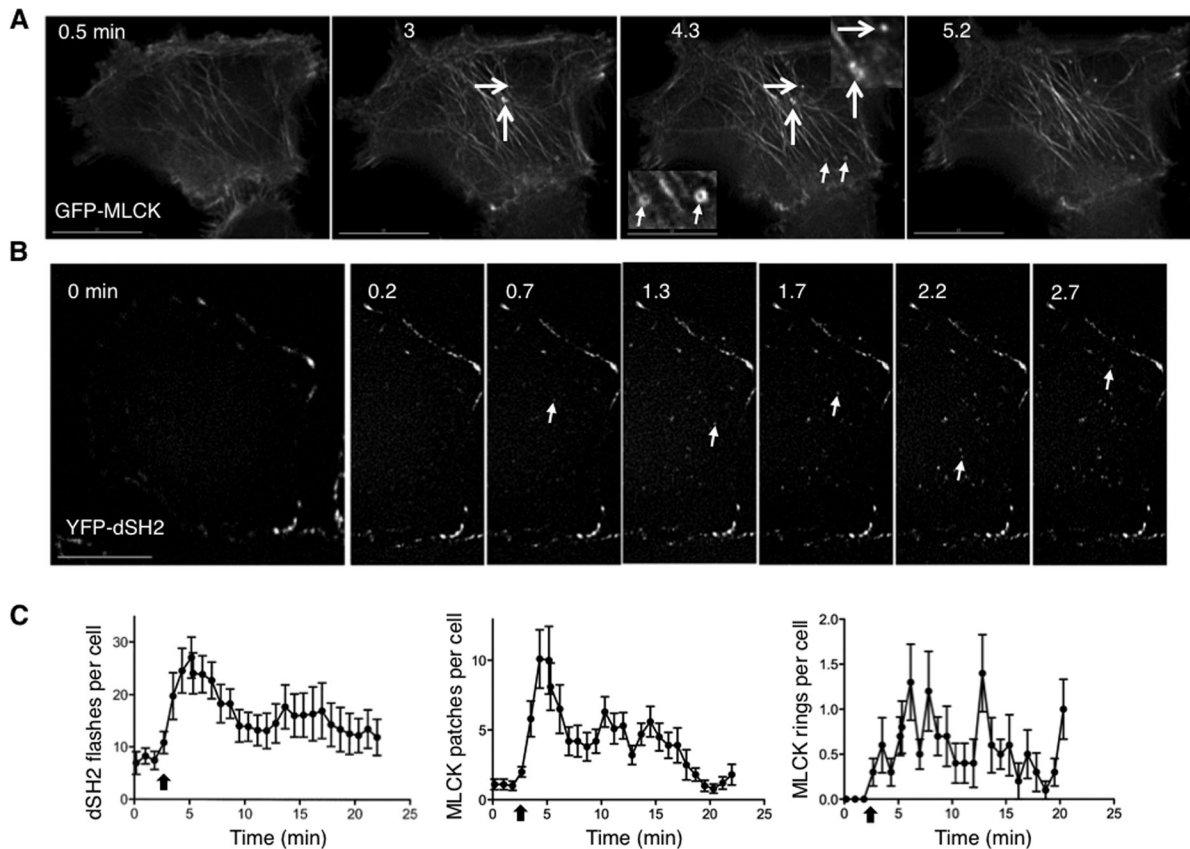 A
0.5 min
3
4.3
5.2
GFP-MLCK
B
0 min
0.2
0.7
1.3
1.7
2.2
2.7
YFP-dSH2
C
dSH2 flashes per cell
30
20
10
0
0 5 10 15 20 25
Time (min)
MLCK patches per cell
10
5
0
0 5 10 15 20 25
Time (min)
MLCK rings per cell
2.0
1.5
1.0
0.5
0.0
0 5 10 15 20 25
Time (min)